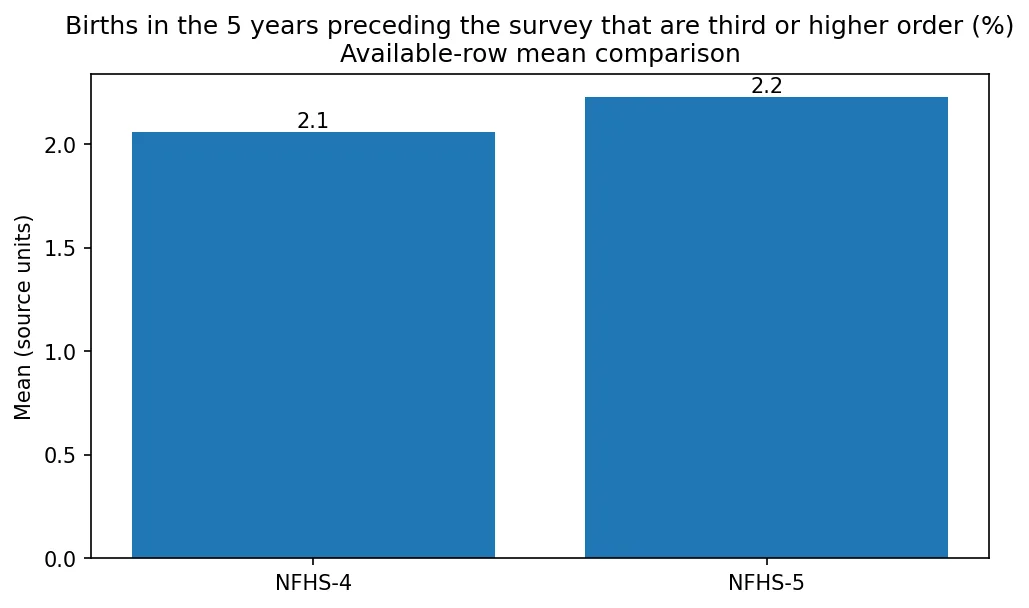 Births in the 5 years preceding the survey that are third or higher order (%)
Available-row mean comparison
2.1
2.2
2.0
1.5
1.0
0.5
0.0
Mean (source units)
NFHS-4
NFHS-5